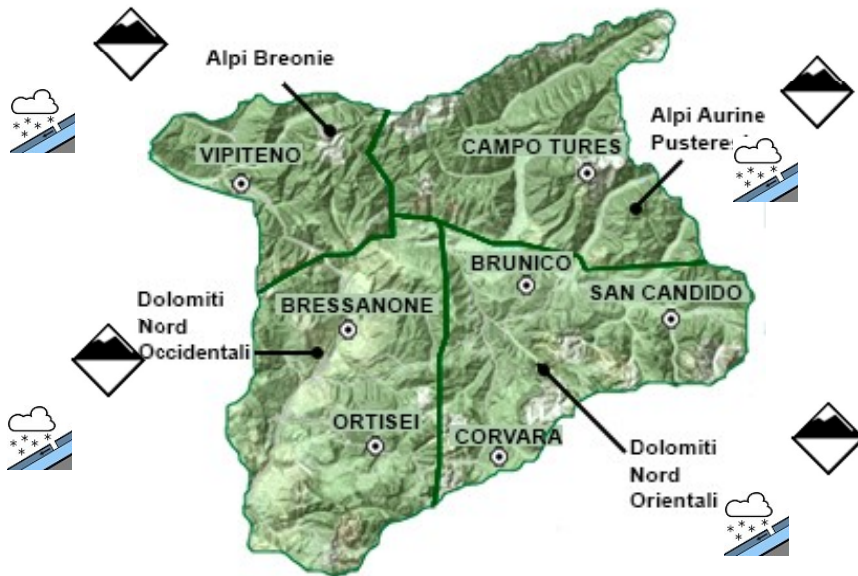 Alpi Breonie
Alpi Aurine
VIPITENO
CAMPO TURES
BRUNICO
SAN CANDIDO
Dolomiti
Nord
Occidentali
BRESSANONE
ORTISEI
CORVARA
Dolomiti
Nord
Orientali